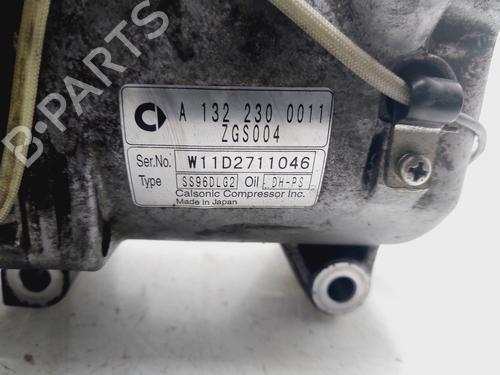 A 132 230 0011
ZGS004
Ser.No. W11D2711046
Type SS96DLG2 Oil DH-PS
Calsonic Compressor Inc.
Made in Japan
B-PARTS